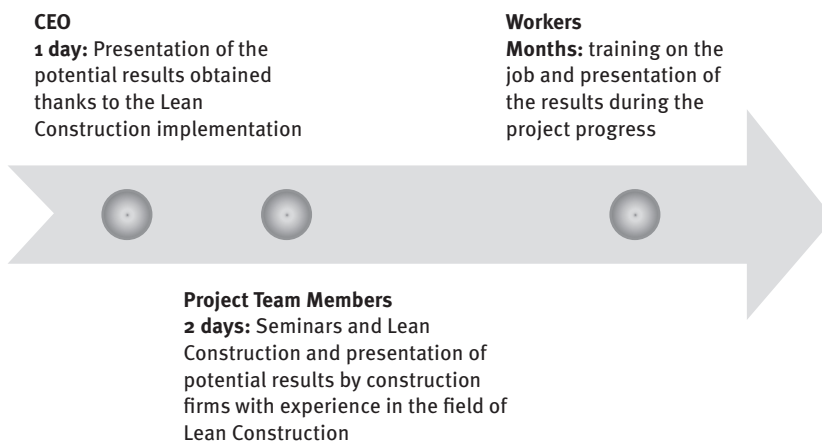 CEO
1 day: Presentation of the
potential results obtained
thanks to the Lean
Construction implementation
Workers
Months: training on the
job and presentation of
the results during the
project progress
Project Team Members
2 days: Seminars and Lean
Construction and presentation of
potential results by construction
firms with experience in the field of
Lean Construction